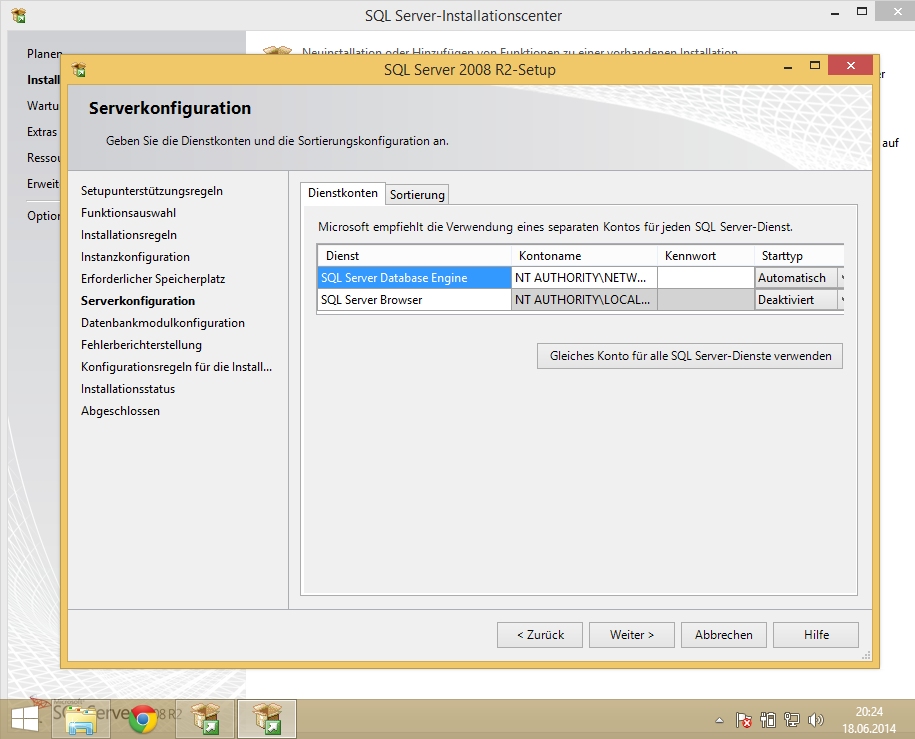 SQL Server-Installationscenter
Planen
Neuinstallation oder Hinzufügen von Funktionen zu einer vorhandenen Installation
SQL Server 2008 R2-Setup
Install
Wartu
Extras
Ressou
Erweit
Option
er
auf
Serverkonfiguration
Geben Sie die Dienstkonten und die Sortierungskonfiguration an.
Setupunterstützungsregeln
Funktionsauswahl
Installationsregeln
Instanzkonfiguration
Erforderlicher Speicherplatz
Serverkonfiguration
Datenbankmodulkonfiguration
Fehlerberichterstellung
Konfigurationsregeln für die Install...
Installationsstatus
Abgeschlossen
Dienstkonten Sortierung
Microsoft empfiehlt die Verwendung eines separaten Kontos für jeden SQL Server-Dienst.
Dienst Kontoname Kennwort Starttyp
SQL Server Database Engine NT AUTHORITY\NETW... Automatisch
SQL Server Browser NT AUTHORITY\LOCAL... Deaktiviert
Gleiches Konto für alle SQL Server-Dienste verwenden
< Zurück Weiter > Abbrechen Hilfe
20:24
18.06.2014